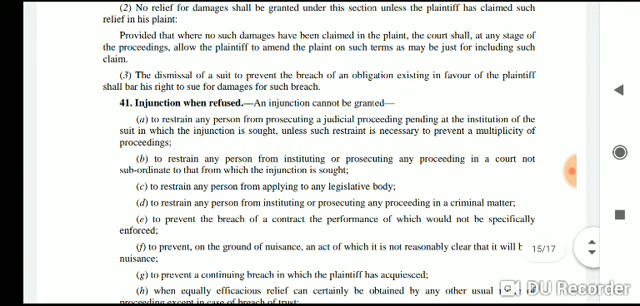 (2) No relief for damages shall be granted under this section unless the plaintiff has claimed such
relief in his plaint:
Provided that where no such damages have been claimed in the plaint, the court shall, at any stage of
the proceedings, allow the plaintiff to amend the plaint on such terms as may be just for including such
claim.
(3) The dismissal of a suit to prevent the breach of an obligation existing in favour of the plaintiff
shall bar his right to sue for damages for such breach.
41. Injunction when refused.—An injunction cannot be granted—
(a) to restrain any person from prosecuting a judicial proceeding pending at the institution of the
suit in which the injunction is sought, unless such restraint is necessary to prevent a multiplicity of
proceedings;
(b) to restrain any person from instituting or prosecuting any proceeding in a court not
sub-ordinate to that from which the injunction is sought;
(c) to restrain any person from applying to any legislative body;
(d) to restrain any person from instituting or prosecuting any proceeding in a criminal matter;
(e) to prevent the breach of a contract the performance of which would not be specifically
enforced;
(f) to prevent, on the ground of nuisance, an act of which it is not reasonably clear that it will
15/17
nuisance;
(g) to prevent a continuing breach in which the plaintiff has acquiesced;
(h) when equally efficacious relief can certainly be obtained by any other usual
DU Recorder
proceeding except in case of breach of trust;